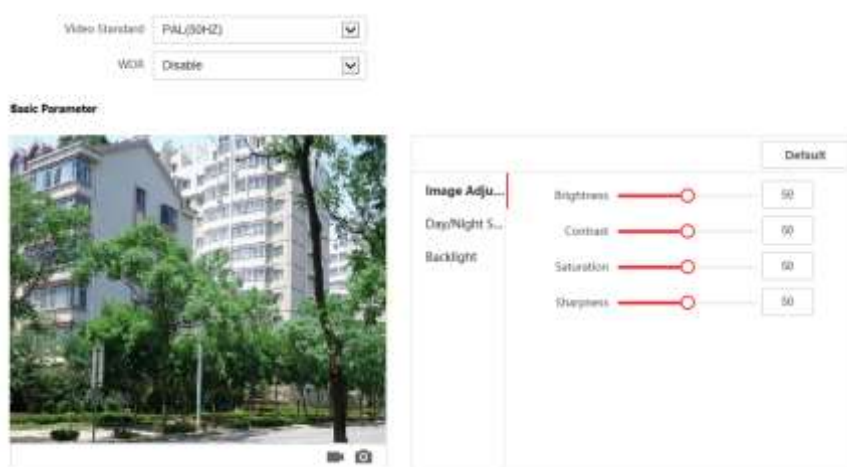 Video Standard PAL(50HZ)
WDR Disable
Basic Parameter
Default
Image Adju...
Brightness 50
Day/Night S...
Contrast 50
Backlight
Saturation 50
Sharpness 50